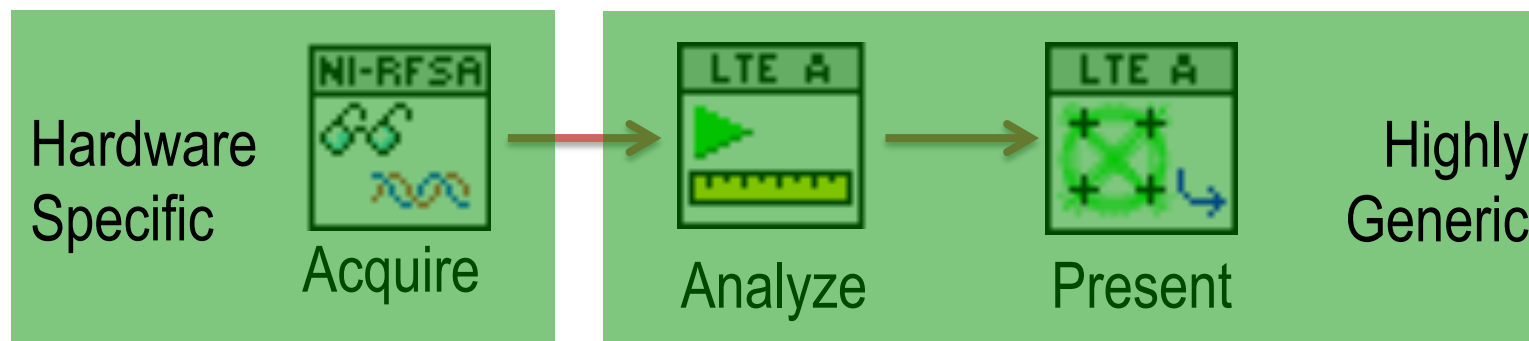 Hardware
Specific
NI-RFSA
Acquire
LTE A
Analyze
LTE A
Present
Highly
Generic